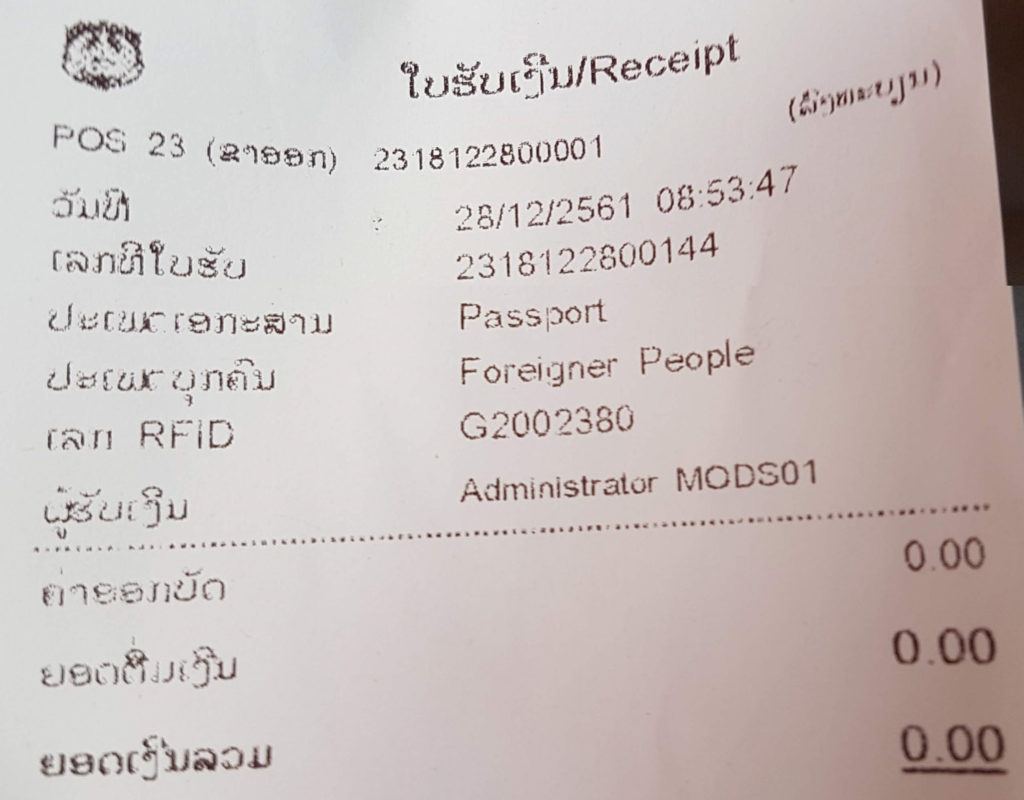 ໃບຮັບເງິນ/Receipt
(ລົງທະບຽນ)
POS 23 (ຂາອອກ) 2318122800001
ວັນທີ : 28/12/2561 08:53:47
ເລກທີໃບຮັບ 2318122800144
ປະເພດເອກະສານ Passport
ປະເພດບຸກຄົນ Foreigner People
ເລກ RFiD G2002380
ຜູ້ຮັບເງິນ Administrator MODS01
ຄ່າອອກບັດ 0.00
ຍອດຕື່ມເງິນ 0.00
ຍອດເງິນລວມ 0.00